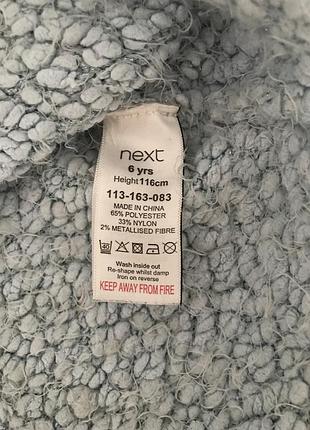 next
6 yrs
Height 116cm
113-163-083
MADE IN CHINA
65% POLYESTER
33% NYLON
2% METALLISED FIBRE
40
Wash inside out
Re-shape whilst damp
Iron on reverse
KEEP AWAY FROM FIRE